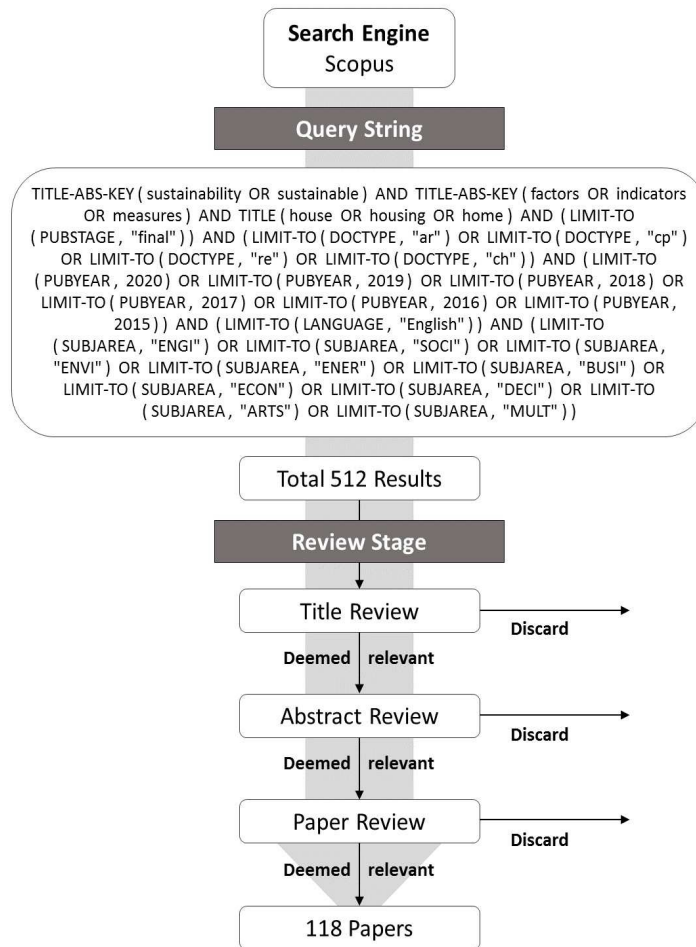 Search Engine
Scopus
Query String
TITLE-ABS-KEY ( sustainability OR sustainable ) AND TITLE-ABS-KEY ( factors OR indicators
OR measures ) AND TITLE ( house or housing or home ) AND ( LIMIT-TO
( PUBSTAGE , "final" ) ) AND ( LIMIT-TO ( DOCTYPE , "ar" ) OR LIMIT-TO ( DOCTYPE , "cp" )
OR LIMIT-TO ( DOCTYPE , "re" ) OR LIMIT-TO ( DOCTYPE , "ch" ) ) AND ( LIMIT-TO
( PUBYEAR , 2020 ) OR LIMIT-TO ( PUBYEAR , 2019 ) OR LIMIT-TO ( PUBYEAR , 2018 ) OR
LIMIT-TO ( PUBYEAR , 2017 ) OR LIMIT-TO ( PUBYEAR , 2016 ) OR LIMIT-TO ( PUBYEAR ,
2015 ) ) AND ( LIMIT-TO ( LANGUAGE , "English" ) ) AND ( LIMIT-TO
( SUBJAREA , "ENGI" ) OR LIMIT-TO ( SUBJAREA , "SOCI" ) OR LIMIT-TO ( SUBJAREA ,
"ENVI" ) OR LIMIT-TO ( SUBJAREA , "ENER" ) OR LIMIT-TO ( SUBJAREA , "BUSI" ) OR
LIMIT-TO ( SUBJAREA , "ECON" ) OR LIMIT-TO ( SUBJAREA , "DECI" ) OR LIMIT-TO
( SUBJAREA , "ARTS" ) OR LIMIT-TO ( SUBJAREA , "MULT" ) )
Total 512 Results
Review Stage
Title Review
Discard
Deemed relevant
Abstract Review
Discard
Deemed relevant
Paper Review
Discard
Deemed relevant
118 Papers